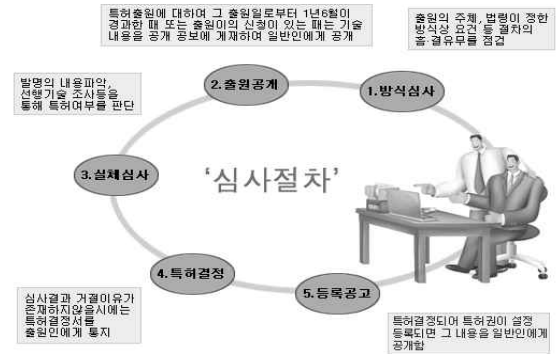 특허출원에 대하여 그 출원일로부터 1년6월이
경과한 때 또는 출원인의 신청이 있는 때는 기술
내용을 공개 공보에 게재하여 일반인에게 공개
출원의 주체, 법령이 정한
방식상 요건 등 절차의
흠·결유무를 점검
발명의 내용파악,
선행기술 조사등을
통해 특허여부를 판단
2.출원공개
1.방식심사
3.실체심사
‘심사절차’
4.특허결정
5.등록공고
심사결과 거절이유가
존재하지않을시에는
특허결정서를
출원인에게 통지
특허결정되어 특허권이 설정
등록되면 그 내용을 일반인에게
공개함